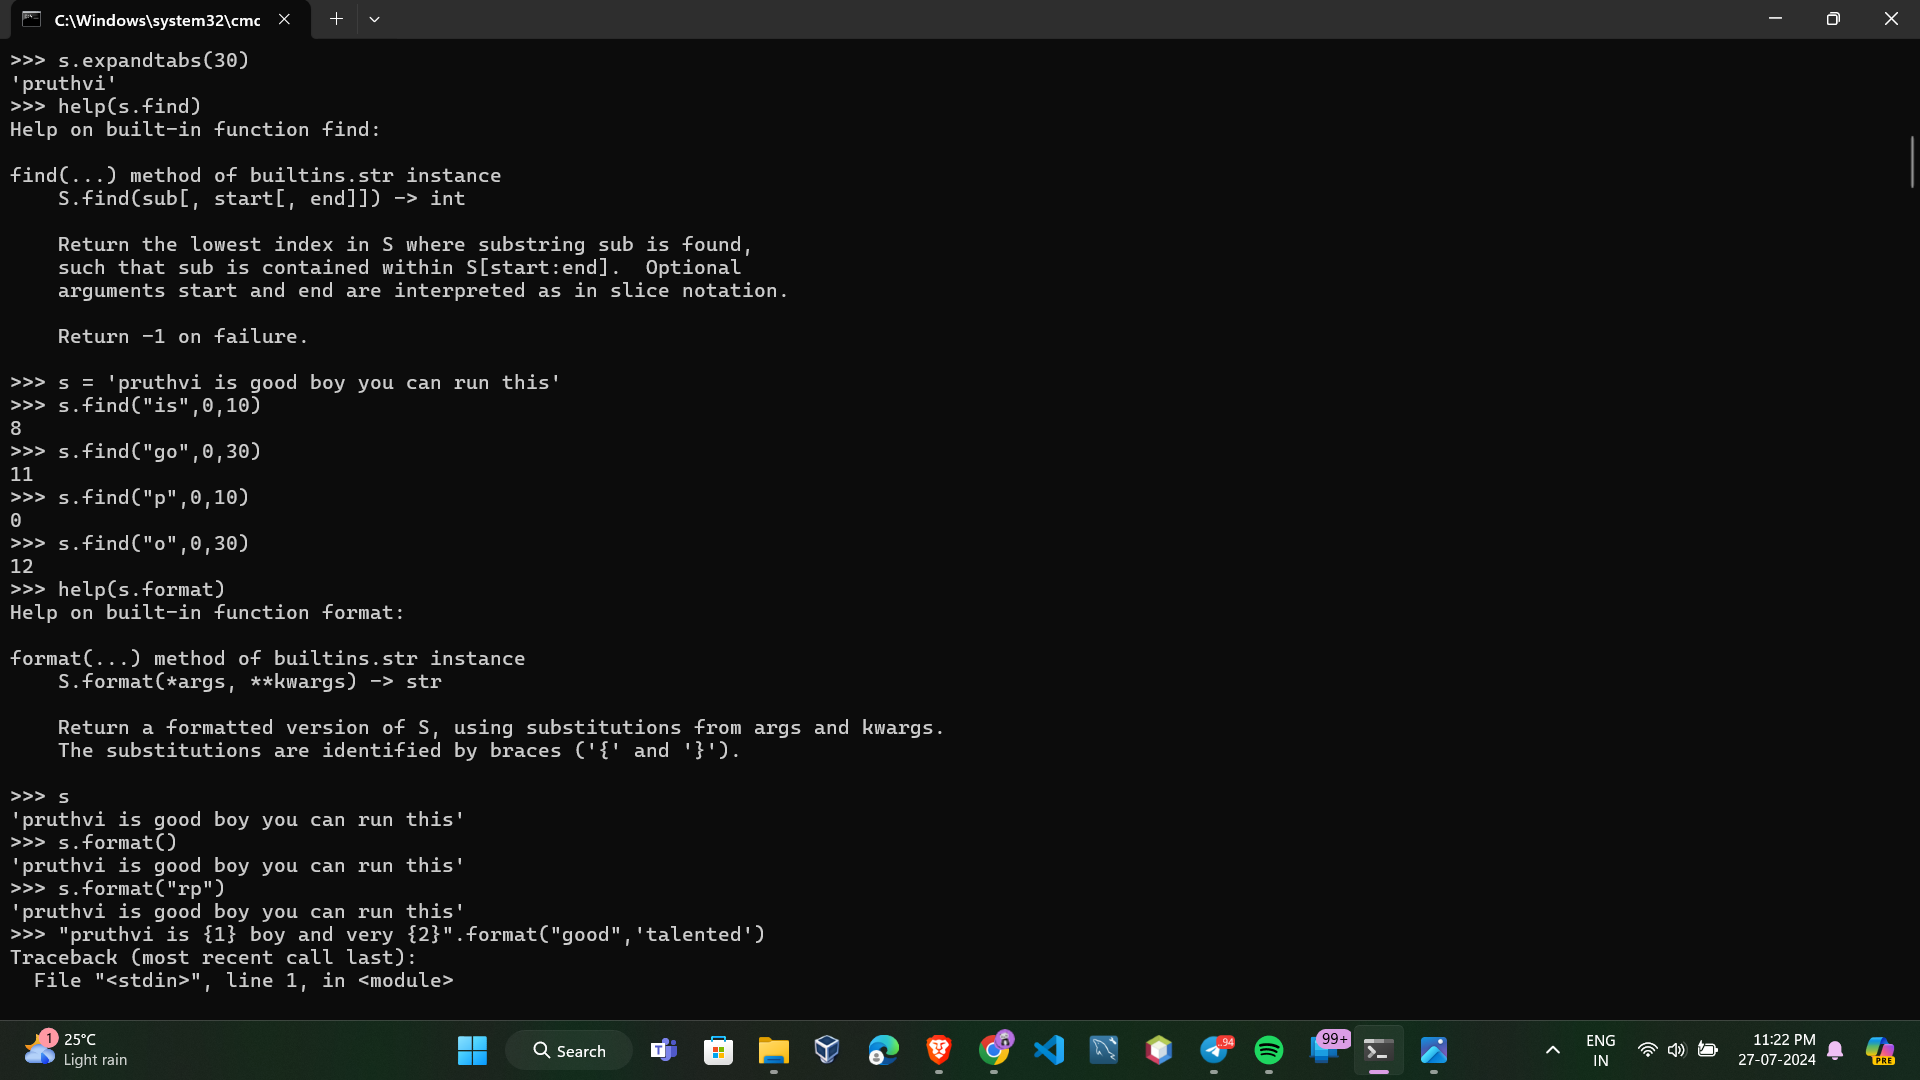 C:\Windows\system32\cmc
>>> s.expandtabs(30)
'pruthvi'
>>> help(s.find)
Help on built-in function find:
find(...) method of builtins.str instance
    S.find(sub[, start[, end]]) -> int
    Return the lowest index in S where substring sub is found,
    such that sub is contained within S[start:end].  Optional
    arguments start and end are interpreted as in slice notation.
    Return -1 on failure.
>>> s = 'pruthvi is good boy you can run this'
>>> s.find("is",0,10)
8
>>> s.find("go",0,30)
11
>>> s.find("p",0,10)
0
>>> s.find("o",0,30)
12
>>> help(s.format)
Help on built-in function format:
format(...) method of builtins.str instance
    S.format(*args, **kwargs) -> str
    Return a formatted version of S, using substitutions from args and kwargs.
    The substitutions are identified by braces ('{' and '}').
>>> s
'pruthvi is good boy you can run this'
>>> s.format()
'pruthvi is good boy you can run this'
>>> s.format("rp")
'pruthvi is good boy you can run this'
>>> "pruthvi is {1} boy and very {2}".format("good",'talented')
Traceback (most recent call last):
  File "<stdin>", line 1, in <module>
1
25°C
Light rain
Search
..94
99+
ENG
IN
11:22 PM
27-07-2024
PRE